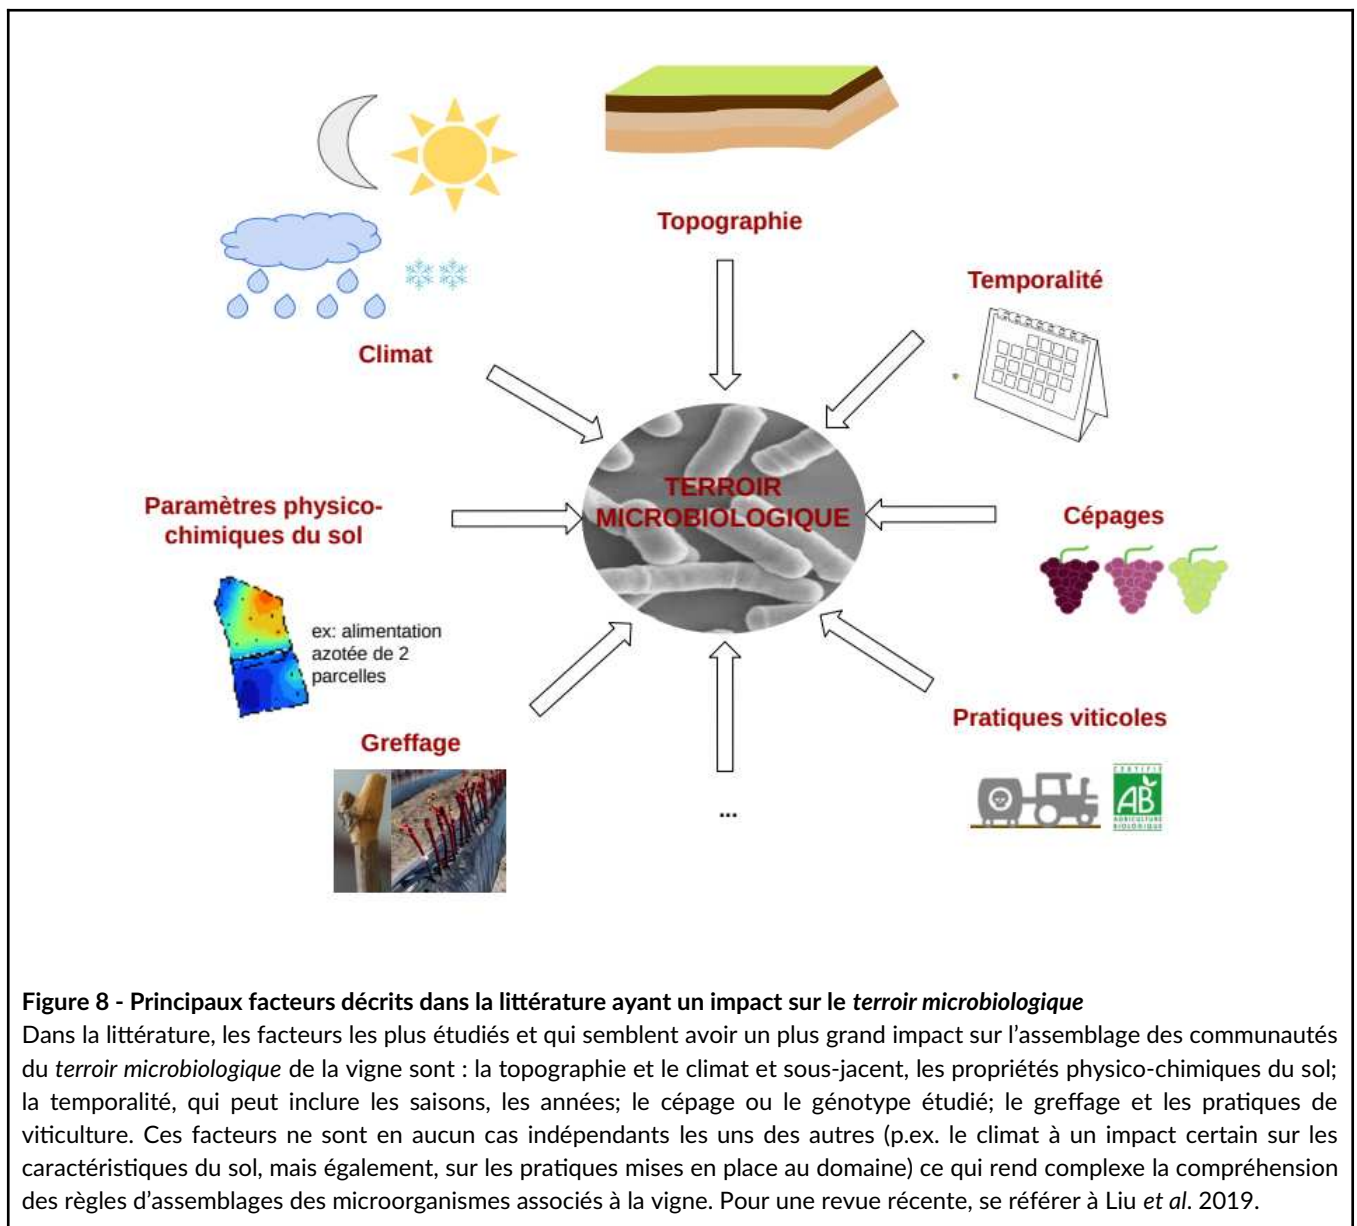 Topographie
Temporalité
Climat
TERROIR
MICROBIOLOGIQUE
Paramètres physico-
chimiques du sol
Cépages
ex: alimentation
azotée de 2
parcelles
Greffage
Pratiques viticoles
CERTIFIÉ
AB
AGRICULTURE
BIOLOGIQUE
...
Figure 8 - Principaux facteurs décrits dans la littérature ayant un impact sur le terroir microbiologique
Dans la littérature, les facteurs les plus étudiés et qui semblent avoir un plus grand impact sur l’assemblage des communautés
du terroir microbiologique de la vigne sont : la topographie et le climat et sous-jacent, les propriétés physico-chimiques du sol;
la temporalité, qui peut inclure les saisons, les années; le cépage ou le génotype étudié; le greffage et les pratiques de
viticulture. Ces facteurs ne sont en aucun cas indépendants les uns des autres (p.ex. le climat à un impact certain sur les
caractéristiques du sol, mais également, sur les pratiques mises en place au domaine) ce qui rend complexe la compréhension
des règles d’assemblages des microorganismes associés à la vigne. Pour une revue récente, se référer à Liu et al. 2019.